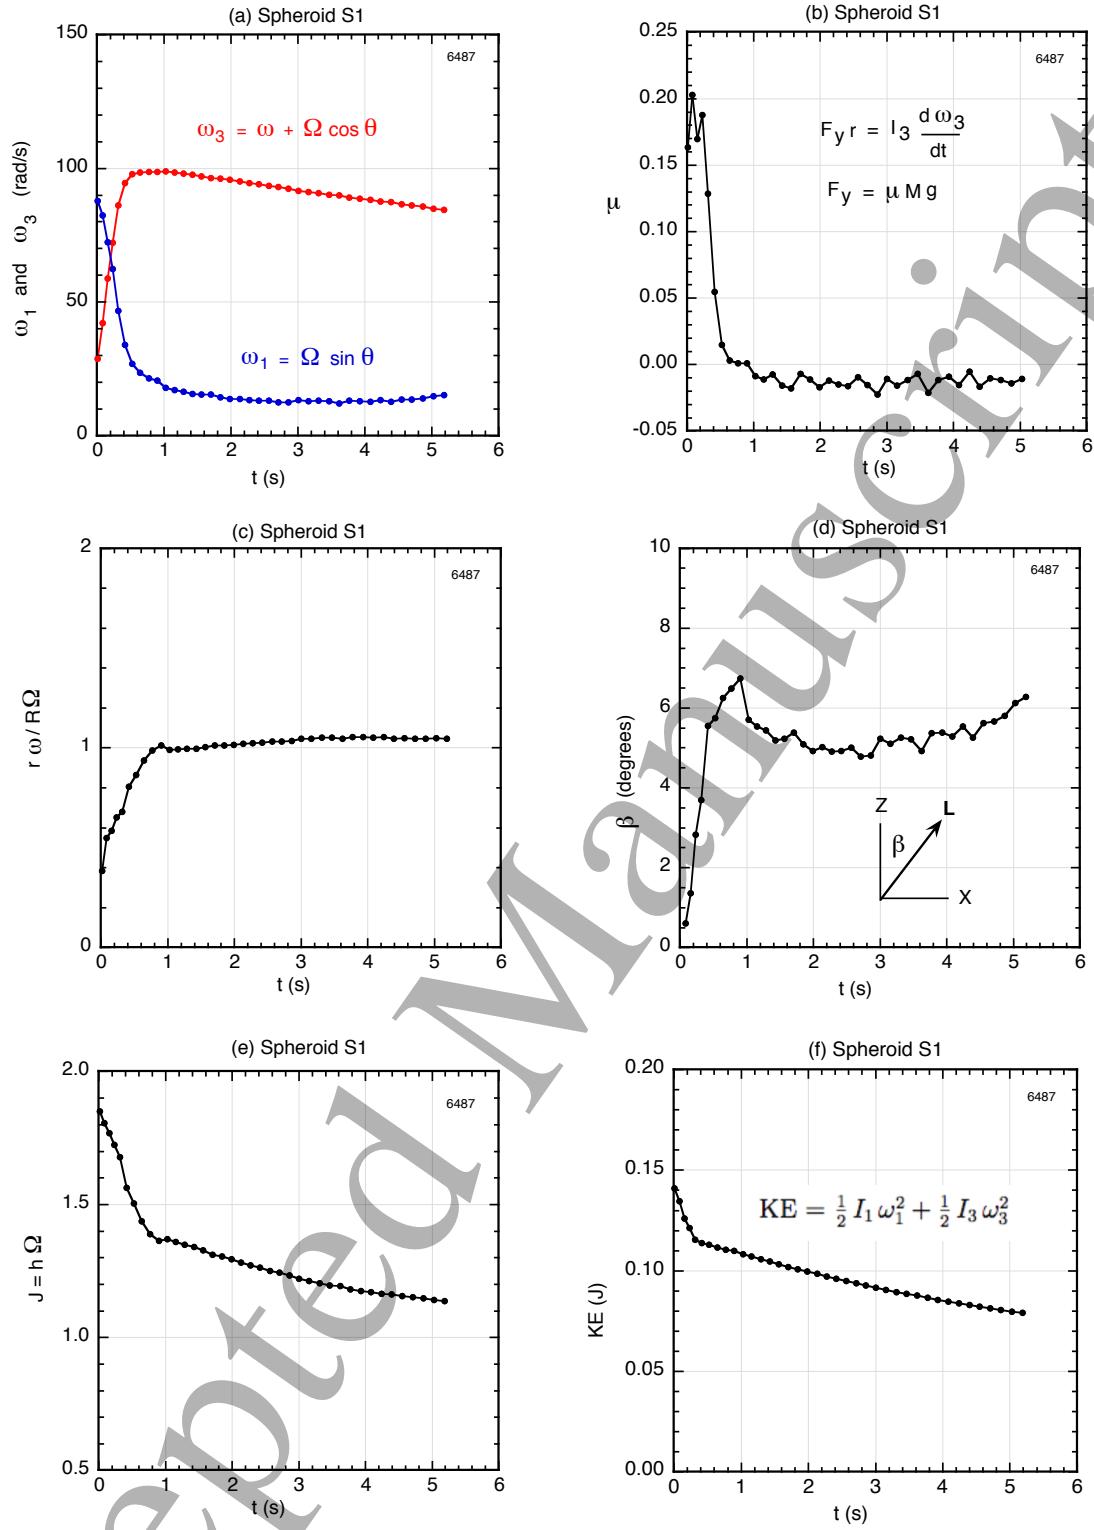 (a) Spheroid S1
150
100
50
0
0 1 2 3 4 5 6
6487
ω3 = ω + Ω cos θ
ω1 = Ω sin θ
ω1 and ω3 (rad/s)
t (s)
(b) Spheroid S1
0.25
0.20
0.15
0.10
0.05
0.00
-0.05
0 1 2 3 4 5 6
6487
Fy r = I3 d ω3 / dt
Fy = μ M g
μ
t (s)
(c) Spheroid S1
2
1
0
0 1 2 3 4 5 6
6487
r ω / R Ω
t (s)
(d) Spheroid S1
10
8
6
4
2
0
0 1 2 3 4 5 6
6487
β (degrees)
Z
L
β
X
t (s)
(e) Spheroid S1
2.0
1.5
1.0
0.5
0 1 2 3 4 5 6
6487
J = h Ω
t (s)
(f) Spheroid S1
0.20
0.15
0.10
0.05
0.00
0 1 2 3 4 5 6
6487
KE = ½ I1 ω1² + ½ I3 ω3²
KE (J)
t (s)
epted Manuscript